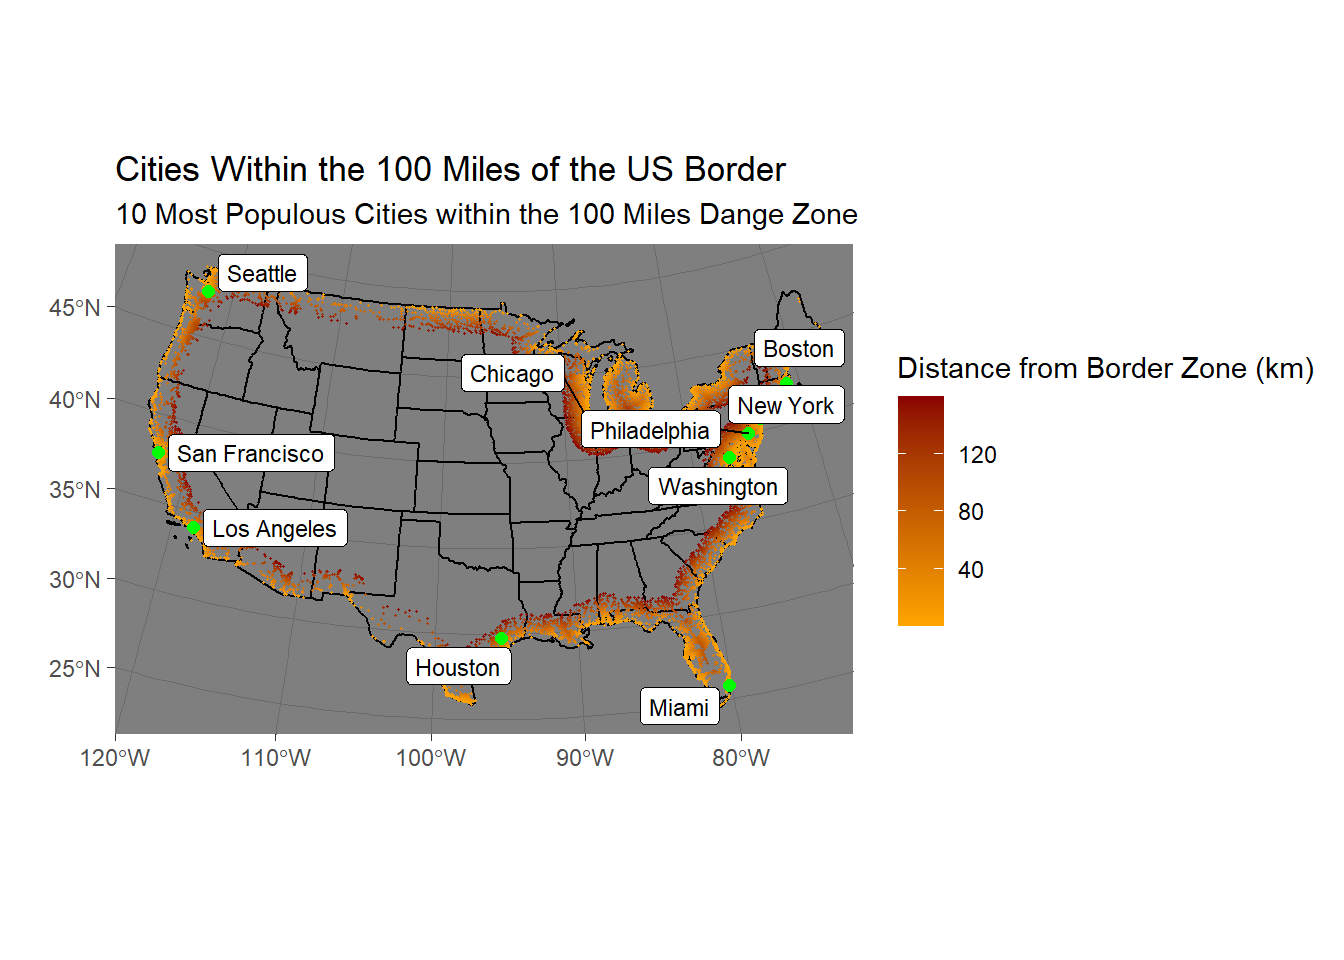 Cities Within the 100 Miles of the US Border
10 Most Populous Cities within the 100 Miles Dange Zone
Seattle
45°N
Boston
Chicago
Distance from Border Zone (km)
40°N
New York
Philadelphia
San Francisco
120
35°N
Washington
80
Los Angeles
40
30°N
25°N
Houston
Miami
120°W
110°W
100°W
90°W
80°W